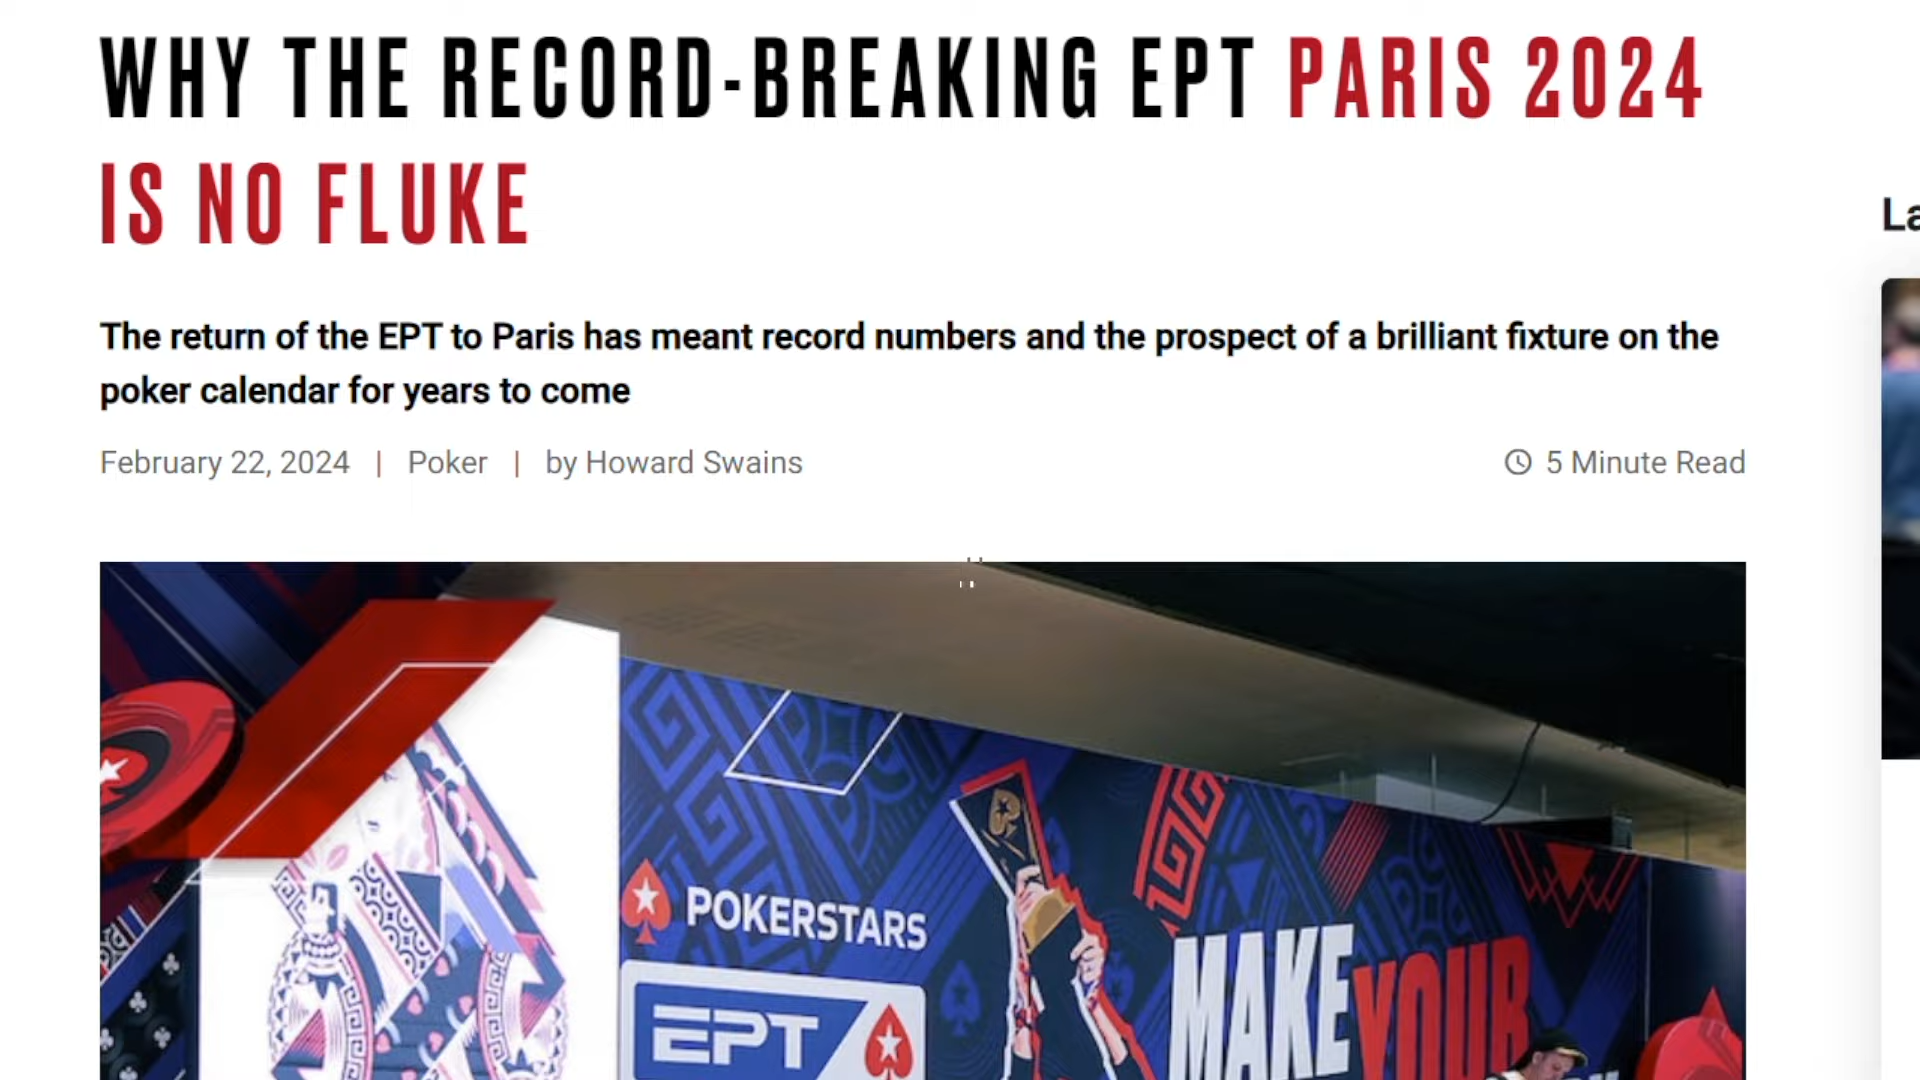 WHY THE RECORD-BREAKING EPT PARIS 2024
IS NO FLUKE
La
The return of the EPT to Paris has meant record numbers and the prospect of a brilliant fixture on the
poker calendar for years to come
February 22, 2024 | Poker | by Howard Swains
5 Minute Read
POKERSTARS
EPT
MAKE YOUR